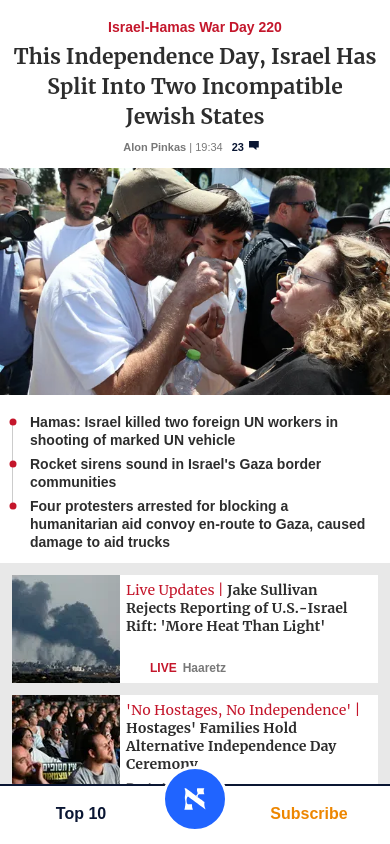 Israel-Hamas War Day 220
This Independence Day, Israel Has
Split Into Two Incompatible
Jewish States
Alon Pinkas | 19:34 23
Hamas: Israel killed two foreign UN workers in
shooting of marked UN vehicle
Rocket sirens sound in Israel's Gaza border
communities
Four protesters arrested for blocking a
humanitarian aid convoy en-route to Gaza, caused
damage to aid trucks
Live Updates | Jake Sullivan
Rejects Reporting of U.S.-Israel
Rift: 'More Heat Than Light'
LIVE Haaretz
'No Hostages, No Independence' |
Hostages' Families Hold
Alternative Independence Day
Ceremony
Top 10
Subscribe